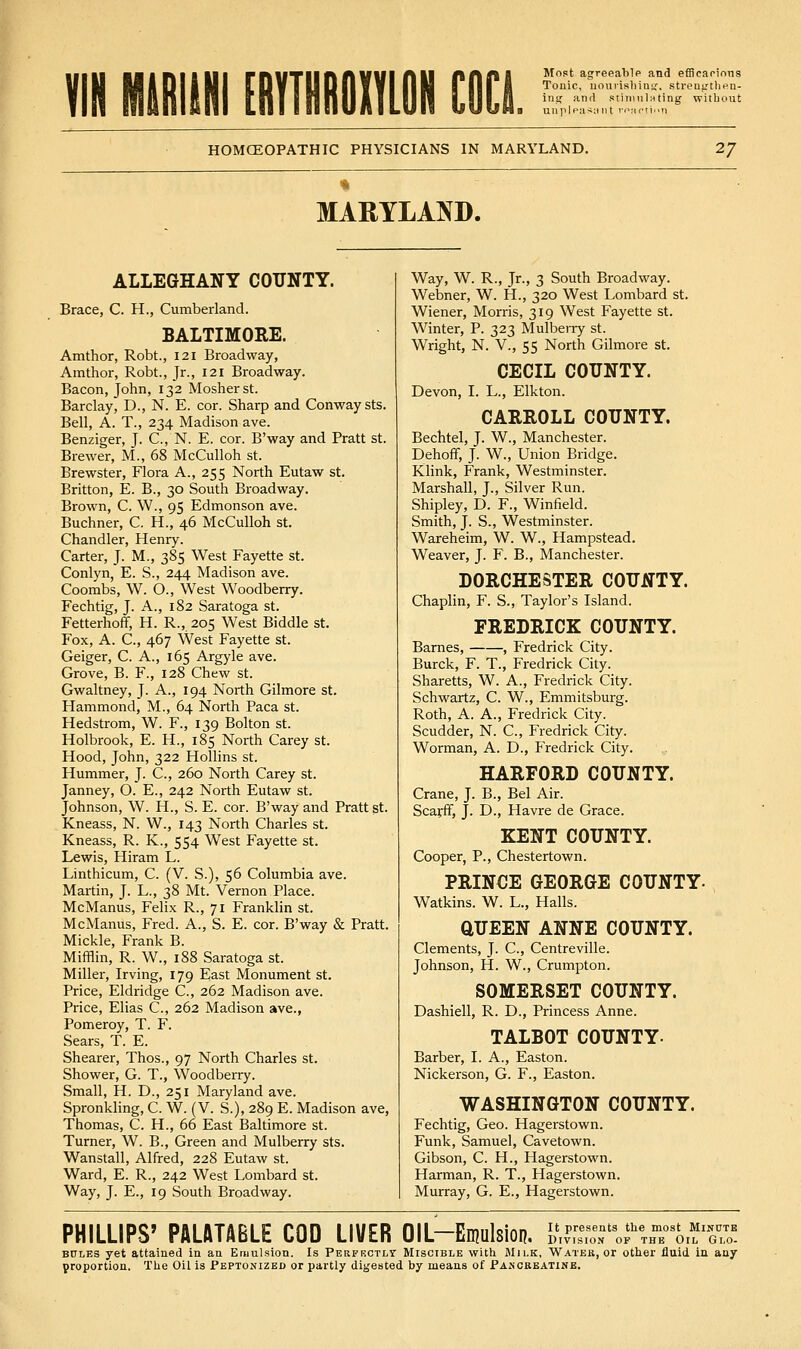 VIN MARIANI ERYTHROXYLON COCA.
Most agreeable and efficacious
Tonic, nourishing, strengthen-
ing and stimulating without
unpleasant reaction
HOMŒOPATHIC PHYSICIANS IN MARYLAND. 27
MARYLAND.
ALLEGHANY COUNTY.
Brace, C. H., Cumberland.
BALTIMORE.
Amthor, Robt., 121 Broadway,
Amthor, Robt., Jr., 121 Broadway.
Bacon, John, 132 Mosher st.
Barclay, D., N. E. cor. Sharp and Conway sts.
Bell, A. T., 234 Madison ave.
Benziger, J. C., N. E. cor. B'way and Pratt st.
Brewer, M., 68 McCulloh st.
Brewster, Flora A., 255 North Eutaw st.
Britton, E. B., 30 South Broadway.
Brown, C. W., 95 Edmonson ave.
Buchner, C. H., 46 McCulloh st.
Chandler, Henry.
Carter, J. M., 385 West Fayette st.
Conlyn, E. S., 244 Madison ave.
Coombs, W. O., West Woodberry.
Fechtig, J. A., 182 Saratoga st.
Fetterhoff, H. R., 205 West Biddle st.
Fox, A. C., 467 West Fayette st.
Geiger, C. A., 165 Argyle ave.
Grove, B. F., 128 Chew st.
Gwaltney, J. A., 194 North Gilmore st.
Hammond, M., 64 North Paca st.
Hedstrom, W. F., 139 Bolton st.
Holbrook, E. H., 185 North Carey st.
Hood, John, 322 Hollins st.
Hummer, J. C., 260 North Carey st.
Janney, O. E., 242 North Eutaw st.
Johnson, W. H., S. E. cor. B'way and Pratt st.
Kneass, N. W., 143 North Charles st.
Kneass, R. K., 554 West Fayette st.
Lewis, Hiram L.
Linthicum, C. (V. S.), 56 Columbia ave.
Martin, J. L., 38 Mt. Vernon Place.
McManus, Felix R., 71 Franklin st.
McManus, Fred. A., S. E. cor. B'way & Pratt.
Mickle, Frank B.
Mifflin, R. W., 188 Saratoga st.
Miller, Irving, 179 East Monument st.
Price, Eldridge C., 262 Madison ave.
Price, Elias C., 262 Madison ave.,
Pomeroy, T. F.
Sears, T. E.
Shearer, Thos., 97 North Charles st.
Shower, G. T., Woodberry.
Small, H. D., 251 Maryland ave.
Spronkling, C. W. (V. S.), 289 E. Madison ave,
Thomas, C. H., 66 East Baltimore st.
Turner, W. B., Green and Mulberry sts.
Wanstall, Alfred, 228 Eutaw st.
Ward, E. R., 242 West Lombard st.
Way, J. E., 19 South Broadway.
Way, W. R., Jr., 3 South Broadway.
Webner, W. H., 320 West Lombard st.
Wiener, Morris, 319 West Fayette st.
Winter, P. 323 Mulberry st.
Wright, N. V., 55 North Gilmore st.
CECIL COUNTY.
Devon, I. L., Elkton.
CARROLL COUNTY.
Bechtel, J. W., Manchester.
Dehoff, J. W., Union Bridge.
Klink, Frank, Westminster.
Marshall, J., Silver Run.
Shipley, D. F., Winfield.
Smith, J. S., Westminster.
Wareheim, W. W., Hampstead.
Weaver, J. F. B., Manchester.
DORCHESTER COUNTY.
Chaplin, F. S., Taylor's Island.
FREDRICK COUNTY.
Barnes, ——, Fredrick City.
Burck, F. T., Fredrick City.
Sharetts, W. A., Fredrick City.
Schwartz, C. W., Emmitsburg.
Roth, A. A., Fredrick City.
Scudder, N. C., Fredrick City.
Worman, A. D., Fredrick City.
HARFORD COUNTY.
Crane, J. B., Bel Air.
Scarff, J. D., Havre de Grace.
KENT COUNTY.
Cooper, P., Chestertown.
PRINCE GEORGE COUNTY.
Watkins. W. L., Halls.
QUEEN ANNE COUNTY.
Clements, J. C., Centreville.
Johnson, H. W., Crumpton.
SOMERSET COUNTY.
Dashiell, R. D., Princess Anne.
TALBOT COUNTY.
Barber, I. A., Easton.
Nickerson, G. F., Easton.
WASHINGTON COUNTY.
Fechtig, Geo. Hagerstown.
Funk, Samuel, Cavetown.
Gibson, C. H., Hagerstown.
Harman, R. T., Hagerstown.
Murray, G. E., Hagerstown.
PHILLIPS' PALATABLE COD LIVER OIL—Emulsion. It presents the most MINUTE DIVISION OF THE OIL GLO-
BULES yet attained in an Emulsion. Is PERFECTLY MISCIBLE with MILK, WATER, or other fluid in any
proportion. The Oil is PEPTONIZED or partly digested by means of PANCREATINE.